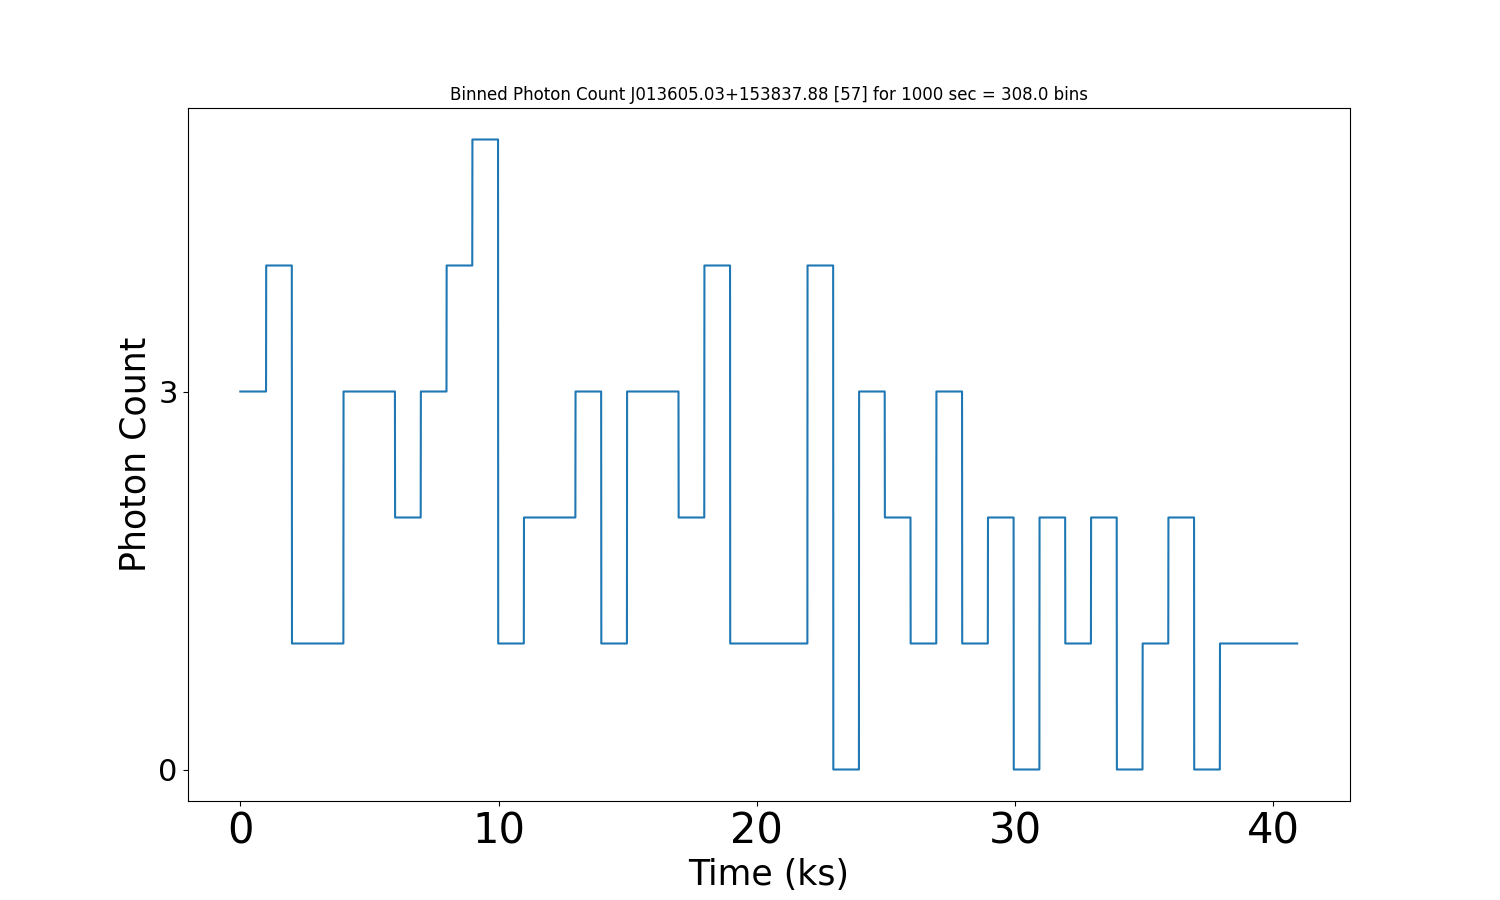 Binned Photon Count J013605.03+153837.88 [57] for 1000 sec = 308.0 bins
Photon Count
3
0
0 10 20 30 40
Time (ks)